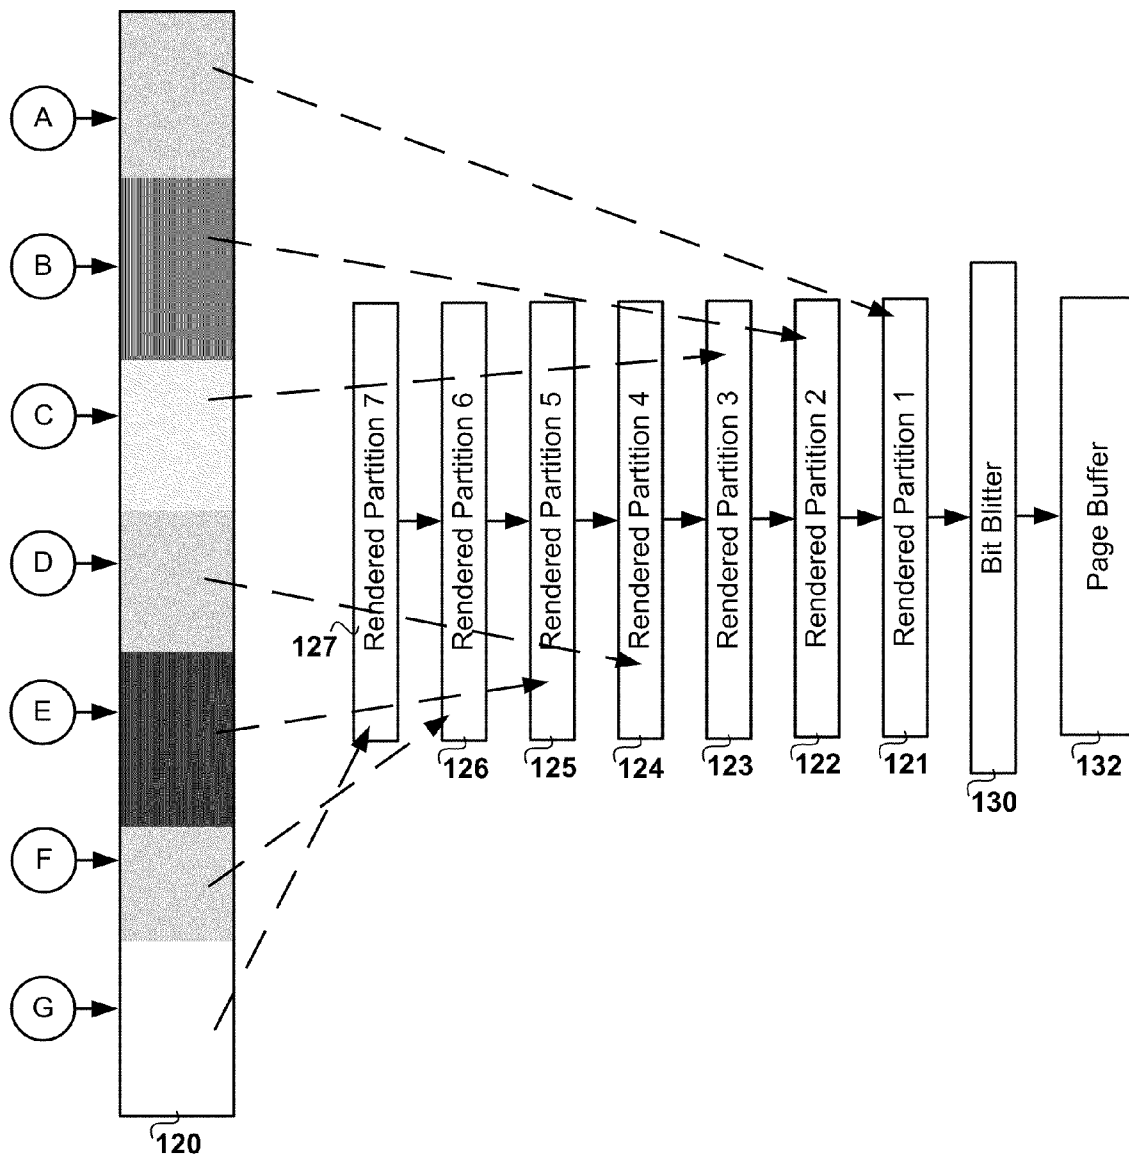 A
B
C
D
E
F
G
120
Rendered Partition 7
127
Rendered Partition 6
126
Rendered Partition 5
125
Rendered Partition 4
124
Rendered Partition 3
123
Rendered Partition 2
122
Rendered Partition 1
121
Bit Blitter
130
Page Buffer
132